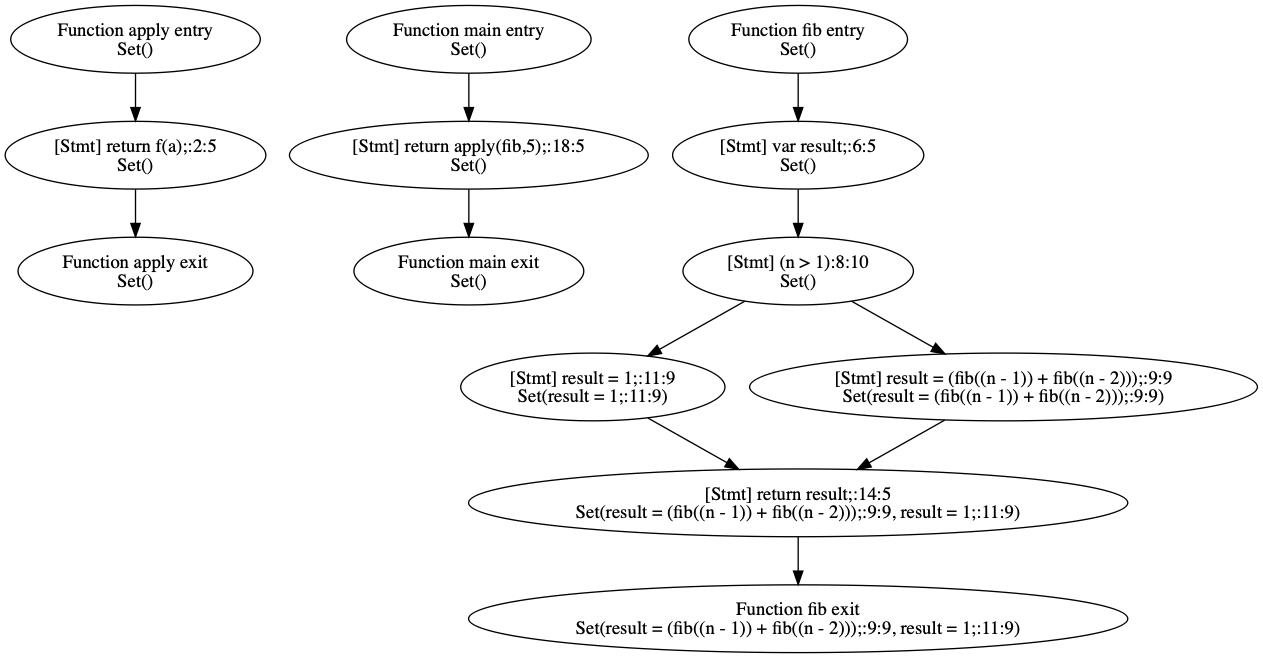 Function apply entry
Set()
Function main entry
Set()
Function fib entry
Set()
[Stmt] return f(a);:2:5
Set()
[Stmt] return apply(fib,5);:18:5
Set()
[Stmt] var result;:6:5
Set()
Function apply exit
Set()
Function main exit
Set()
[Stmt] (n > 1):8:10
Set()
[Stmt] result = 1;:11:9
Set(result = 1;:11:9)
[Stmt] result = (fib((n - 1)) + fib((n - 2)));:9:9
Set(result = (fib((n - 1)) + fib((n - 2)));:9:9)
[Stmt] return result;:14:5
Set(result = (fib((n - 1)) + fib((n - 2)));:9:9, result = 1;:11:9)
Function fib exit
Set(result = (fib((n - 1)) + fib((n - 2)));:9:9, result = 1;:11:9)